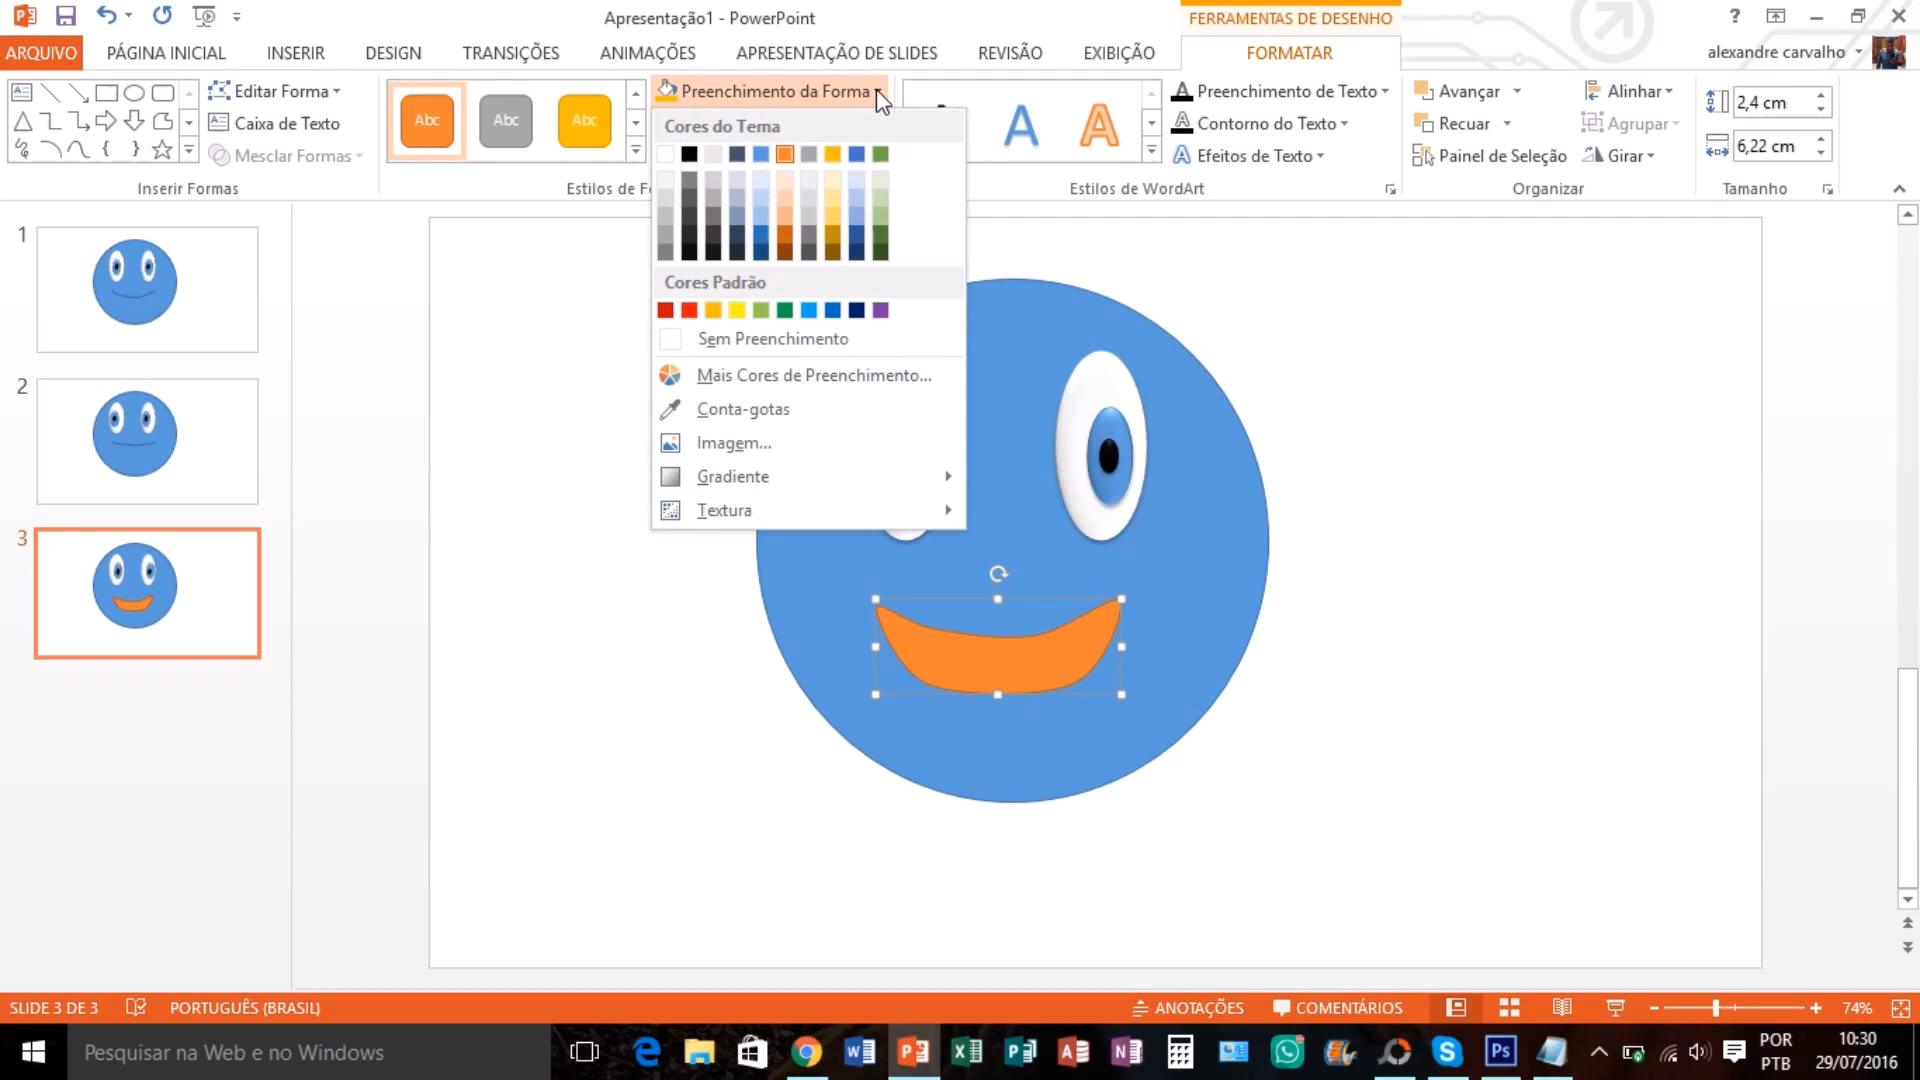 Apresentação1 - PowerPoint
FERRAMENTAS DE DESENHO
?
ARQUIVO
PÁGINA INICIAL
INSERIR
DESIGN
TRANSIÇÕES
ANIMAÇÕES
APRESENTAÇÃO DE SLIDES
REVISÃO
EXIBIÇÃO
FORMATAR
alexandre carvalho
Editar Forma
Caixa de Texto
Mesclar Formas
Inserir Formas
Abc
Abc
Abc
Estilos de F
Preenchimento da Forma
Cores do Tema
Cores Padrão
Sem Preenchimento
Mais Cores de Preenchimento...
Conta-gotas
Imagem...
Gradiente
Textura
A
A
Estilos de WordArt
Preenchimento de Texto
Contorno do Texto
Efeitos de Texto
Avançar
Recuar
Painel de Seleção
Alinhar
Agrupar
Girar
Organizar
2,4 cm
6,22 cm
Tamanho
1
2
3
SLIDE 3 DE 3
PORTUGUÊS (BRASIL)
ANOTAÇÕES
COMENTÁRIOS
74%
Pesquisar na Web e no Windows
Ps
POR
PTB
10:30
29/07/2016